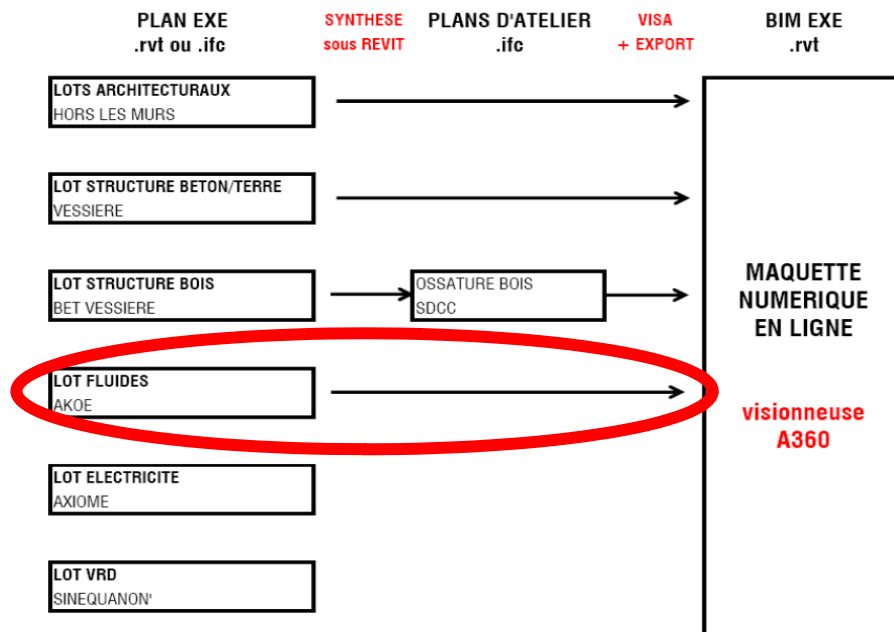 PLAN EXE
.rvt ou .ifc
SYNTHESE
sous REVIT
PLANS D'ATELIER
.ifc
VISA
+ EXPORT
BIM EXE
.rvt
LOTS ARCHITECTURAUX
HORS LES MURS
LOT STRUCTURE BETON/TERRE
VESSIERE
LOT STRUCTURE BOIS
BET VESSIERE
OSSATURE BOIS
SDCC
LOT FLUIDES
AKOE
LOT ELECTRICITE
AXIOME
LOT VRD
SINEQUANON'
MAQUETTE
NUMERIQUE
EN LIGNE
visionneuse
A360